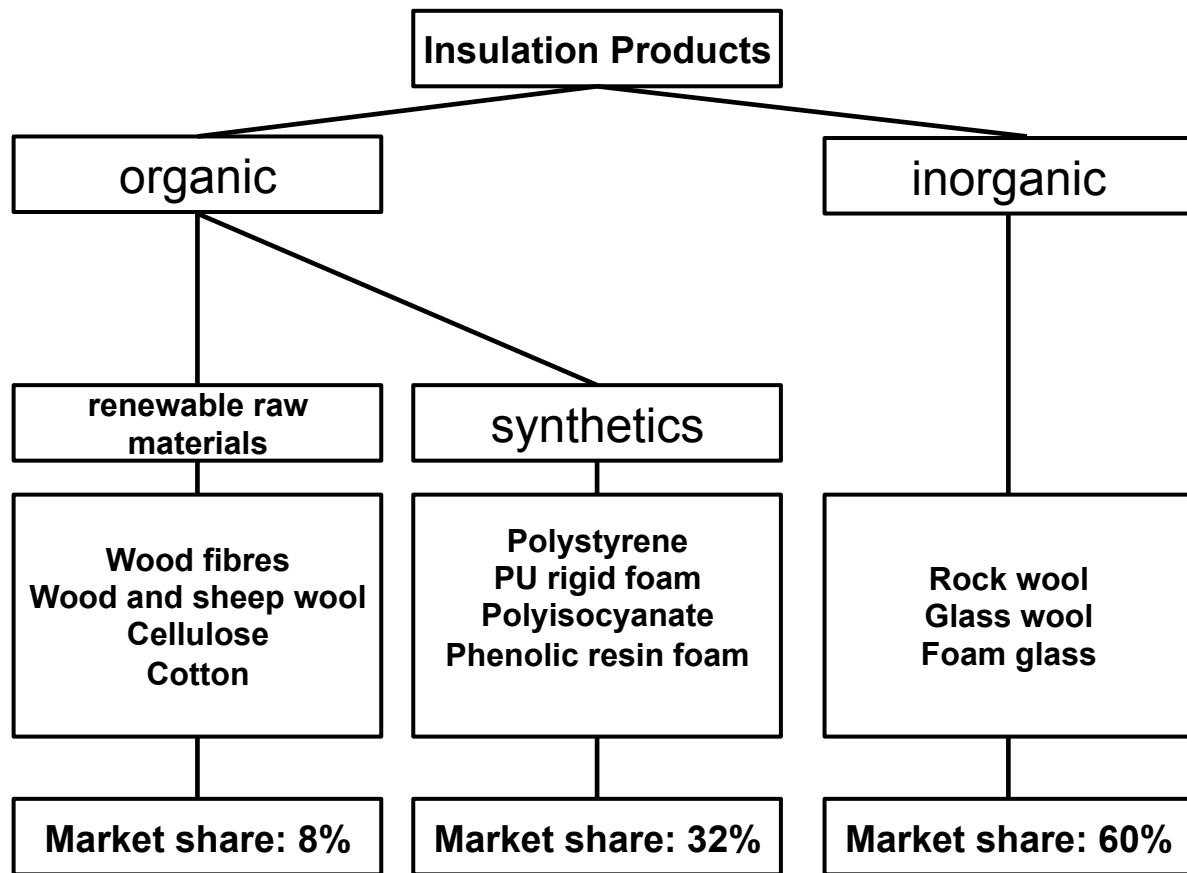 Insulation Products
organic
inorganic
renewable raw
materials
synthetics
Wood fibres
Wood and sheep wool
Cellulose
Cotton
Polystyrene
PU rigid foam
Polyisocyanate
Phenolic resin foam
Rock wool
Glass wool
Foam glass
Market share: 8%
Market share: 32%
Market share: 60%